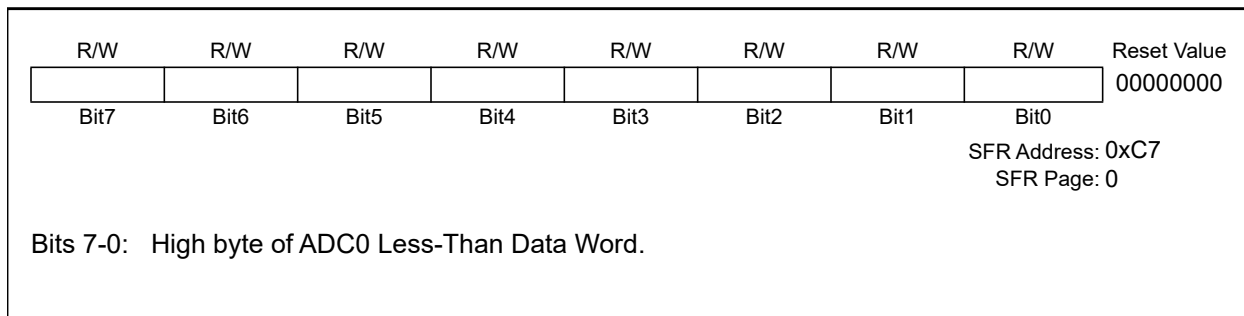 R/W R/W R/W R/W R/W R/W R/W R/W Reset Value
00000000
Bit7 Bit6 Bit5 Bit4 Bit3 Bit2 Bit1 Bit0
SFR Address: 0xC7
SFR Page: 0
Bits 7-0: High byte of ADC0 Less-Than Data Word.